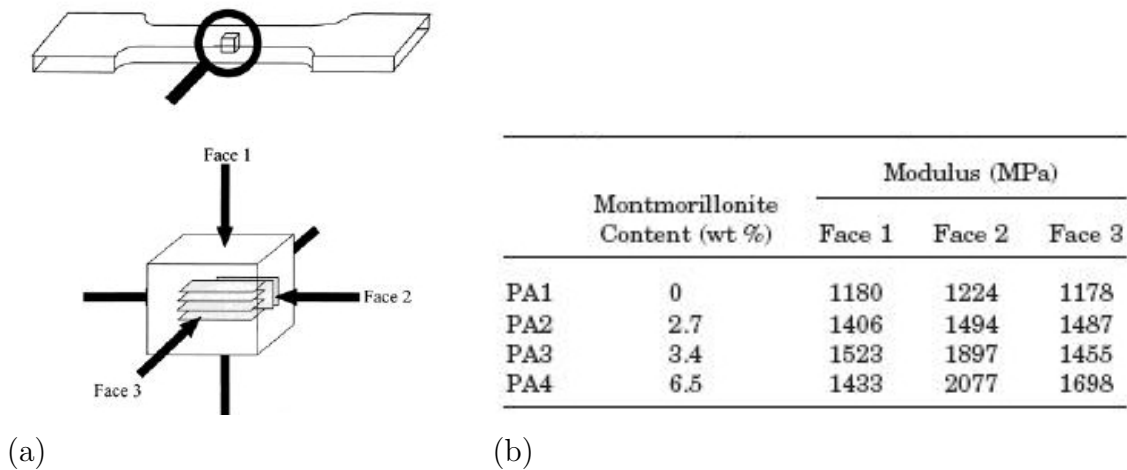 Face 1
Face 2
Face 3
(a)
Modulus (MPa)
Montmorillonite
Content (wt %) Face 1 Face 2 Face 3
PA1 0 1180 1224 1178
PA2 2.7 1406 1494 1487
PA3 3.4 1523 1897 1455
PA4 6.5 1433 2077 1698
(b)